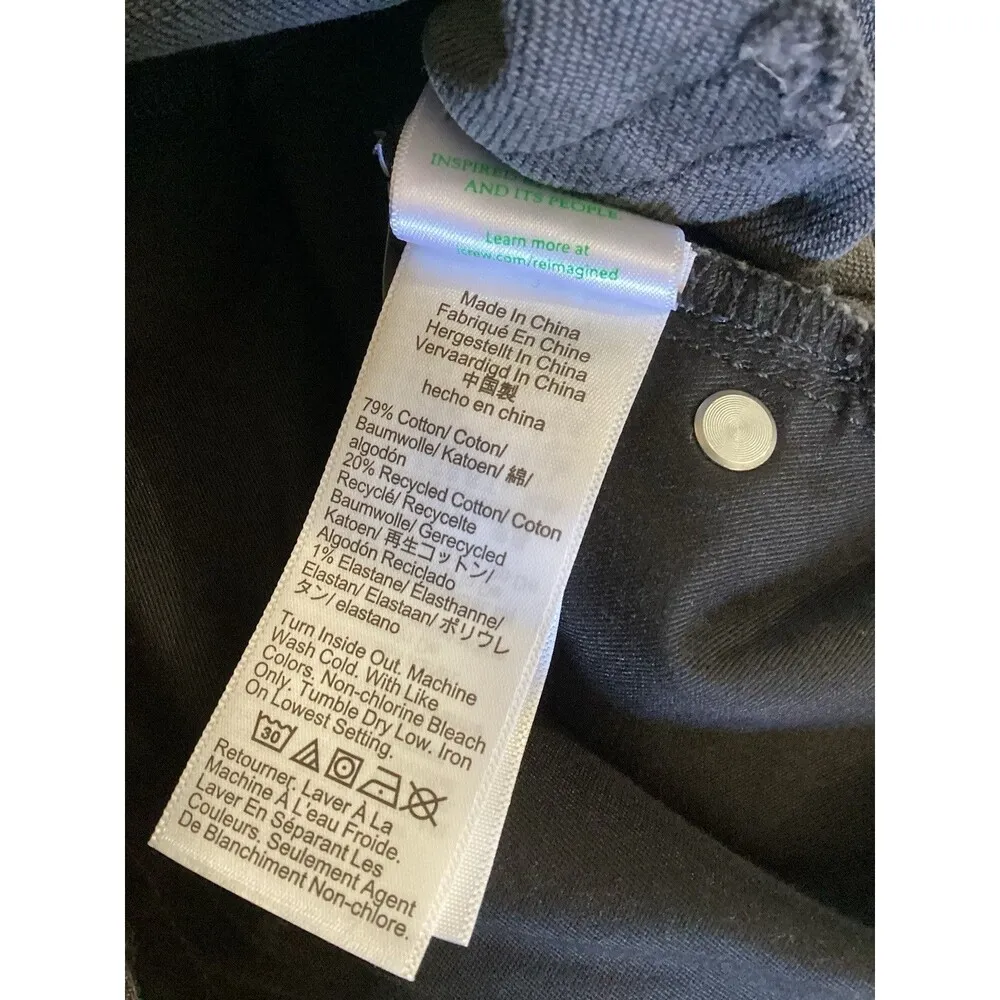 AND ITS PEOPLE.
Learn more at
jcrew.com/reimagined
Made In China
Fabriqué En Chine
Hergestellt In China
Vervaardigd In China
中国製
hecho en china
79% Cotton/ Coton/
Baumwolle/ Katoen/ 綿/
algodón
20% Recycled Cotton/ Coton
Recyclé/ Recycelte
Baumwolle/ Gerecycled
Katoen/ 再生コットン/
Algodón Reciclado
1% Elastane/ Élasthanne/
Elastan/ Elastaan/ ポリウレ
タン/ elastano
Turn Inside Out. Machine
Wash Cold. With Like
Colors. Non-chlorine Bleach
Only. Tumble Dry Low. Iron
On Lowest Setting.
30
Retourner. Laver À La
Machine À L'eau Froide.
Laver En Séparant Les
Couleurs. Seulement Agent
De Blanchiment Non-chlore.